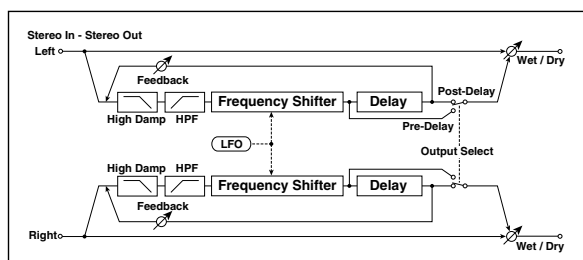 Stereo In - Stereo Out
Left
Wet / Dry
Feedback
Post-Delay
Frequency Shifter
Delay
High Damp
HPF
Pre-Delay
LFO
Output Select
High Damp
HPF
Frequency Shifter
Delay
Feedback
Right
Wet / Dry